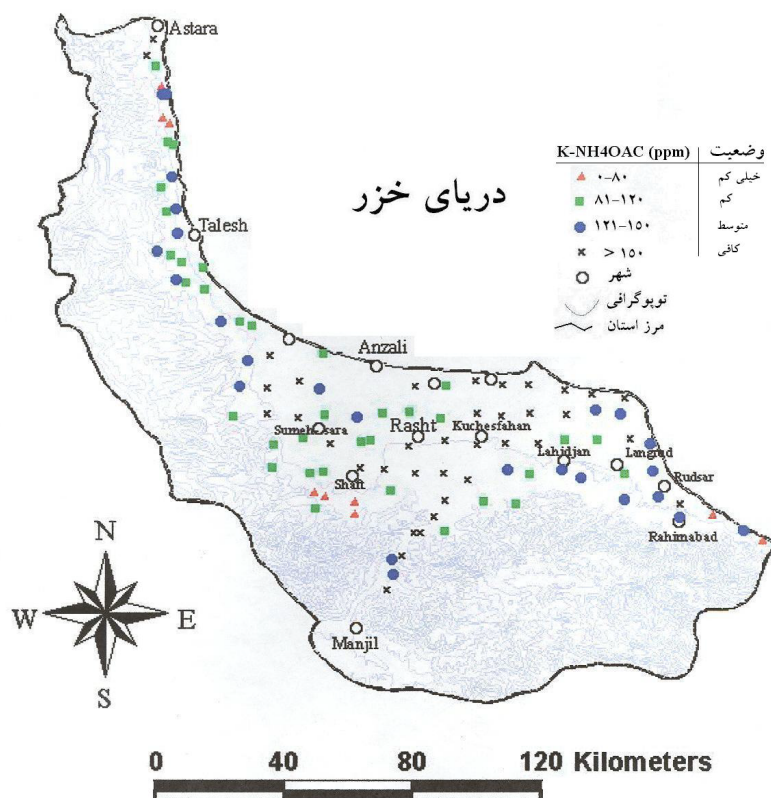 Astara
K-NH4OAC (ppm) وضعیت
۰-۸۰ خیلی کم
۸۱-۱۲۰ کم
۱۲۱-۱۵۰ متوسط
> ۱۵۰ کافی
شهر
توپوگرافی
مرز استان
دریای خزر
Talesh
Anzali
Rasht
Kuchesfahan
Sumehsara
Lahidjan
Langrud
Shaft
Rudsar
Rahimabad
Manjil
N
W
E
S
0 40 80 120 Kilometers